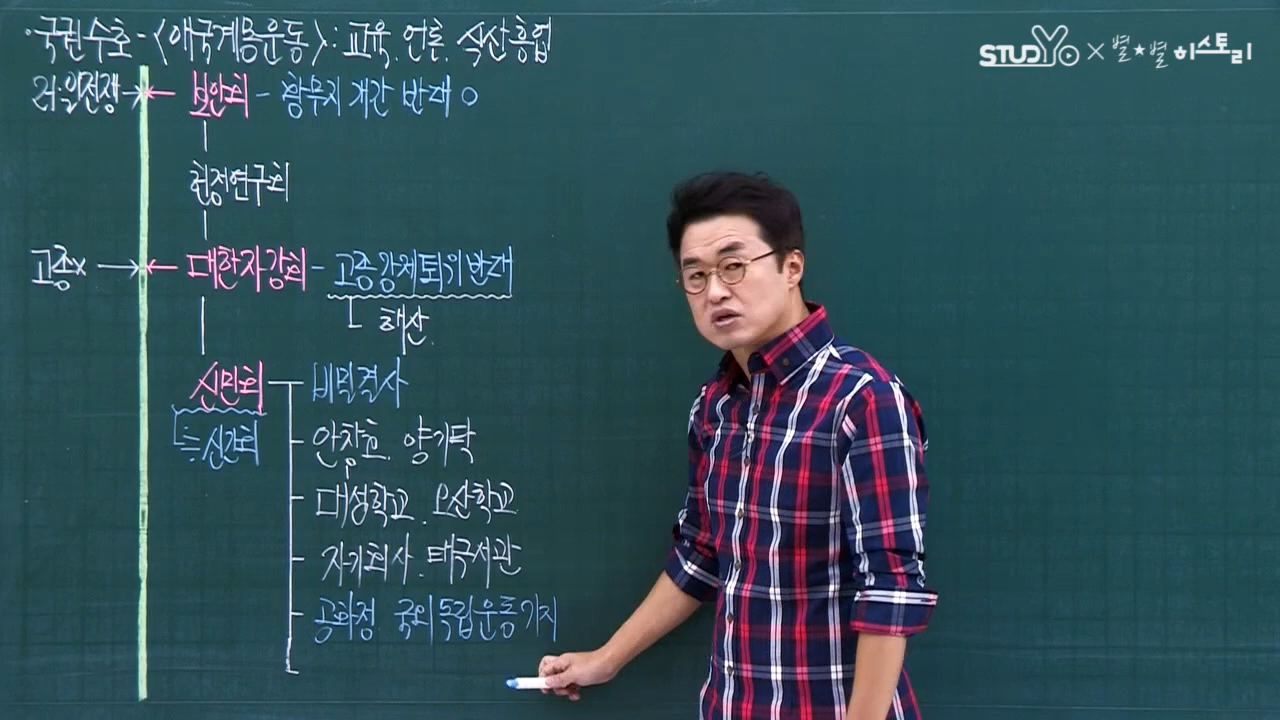 · 국권수호 - <애국계몽운동> : 교육. 언론. 식산흥업
STUDYo × 별★별 히스토리
러·일전쟁 → ← 보안회 - 황무지 개간 반대 ○
헌정연구회
고종x → ← 대한자강회 - 고종강제퇴위반대
해산.
신민회 비밀결사
≒ 신간회 안창호. 양기탁
대성학교. 오산학교
자기회사. 태극서관
공화정. 국외독립운동기지